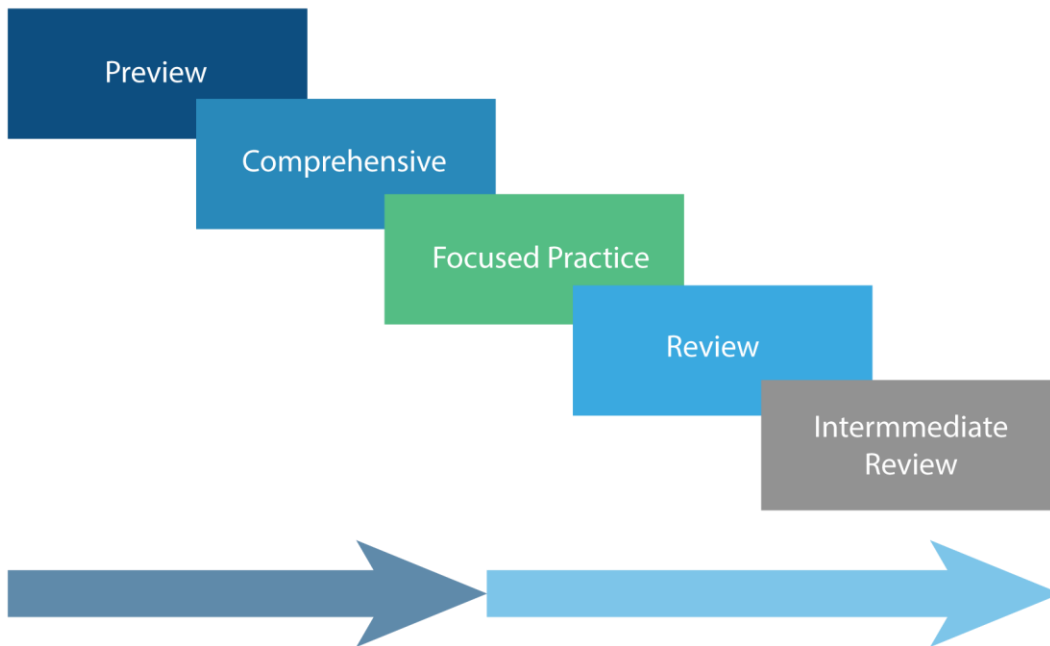 Preview
Comprehensive
Focused Practice
Review
Intermmediate
Review